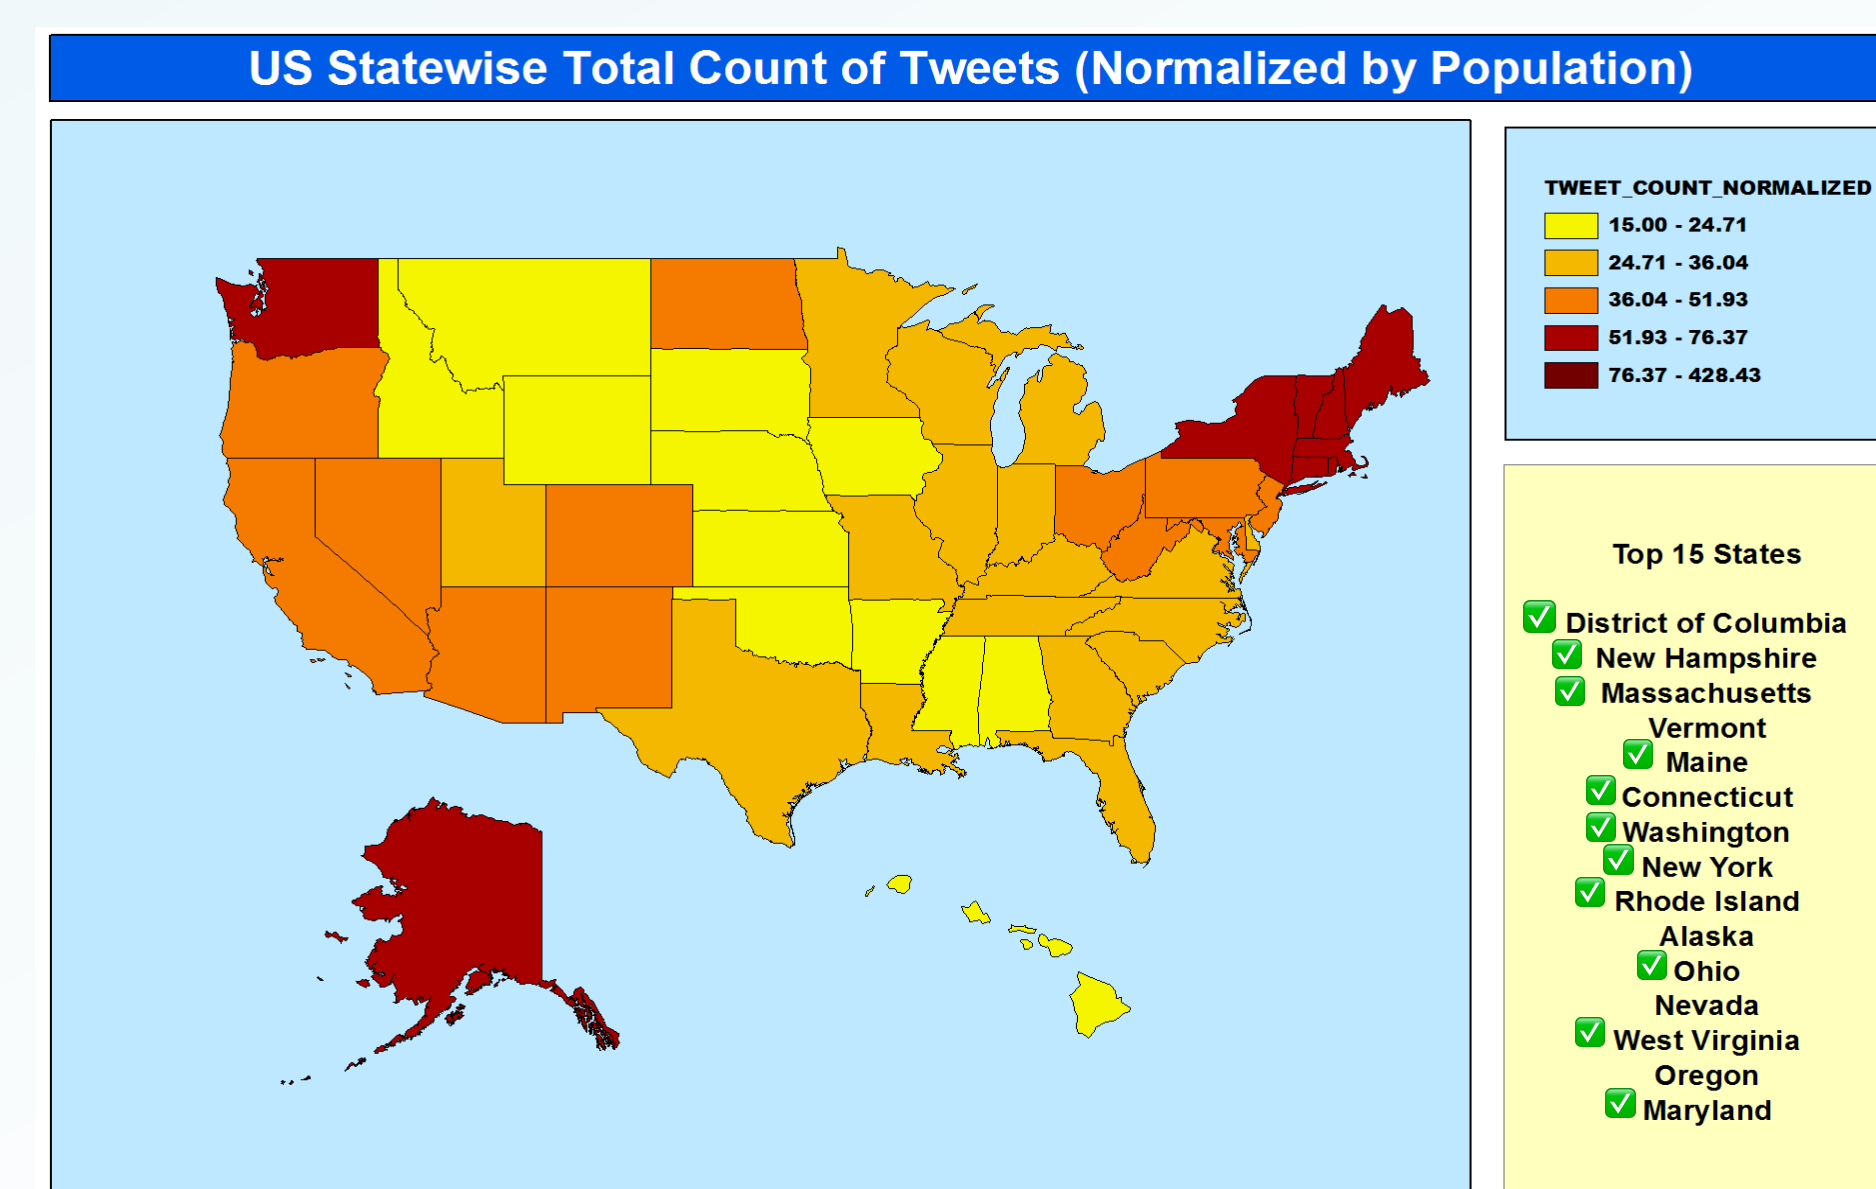 US Statewise Total Count of Tweets (Normalized by Population)
TWEET_COUNT_NORMALIZED
15.00 - 24.71
24.71 - 36.04
36.04 - 51.93
51.93 - 76.37
76.37 - 428.43
Top 15 States
District of Columbia
New Hampshire
Massachusetts
Vermont
Maine
Connecticut
Washington
New York
Rhode Island
Alaska
Ohio
Nevada
West Virginia
Oregon
Maryland